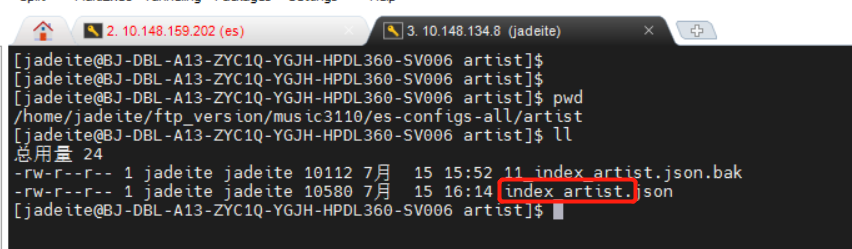 2. 10.148.159.202 (es)
3. 10.148.134.8 (jadeite)
[jadeite@BJ-DBL-A13-ZYC1Q-YGJH-HPDL360-SV006 artist]$
[jadeite@BJ-DBL-A13-ZYC1Q-YGJH-HPDL360-SV006 artist]$
[jadeite@BJ-DBL-A13-ZYC1Q-YGJH-HPDL360-SV006 artist]$ pwd
/home/jadeite/ftp_version/music3110/es-configs-all/artist
[jadeite@BJ-DBL-A13-ZYC1Q-YGJH-HPDL360-SV006 artist]$ ll
总用量 24
-rw-r--r-- 1 jadeite jadeite 10112 7月 15 15:52 11_index_artist.json.bak
-rw-r--r-- 1 jadeite jadeite 10580 7月 15 16:14 index_artist.json
[jadeite@BJ-DBL-A13-ZYC1Q-YGJH-HPDL360-SV006 artist]$